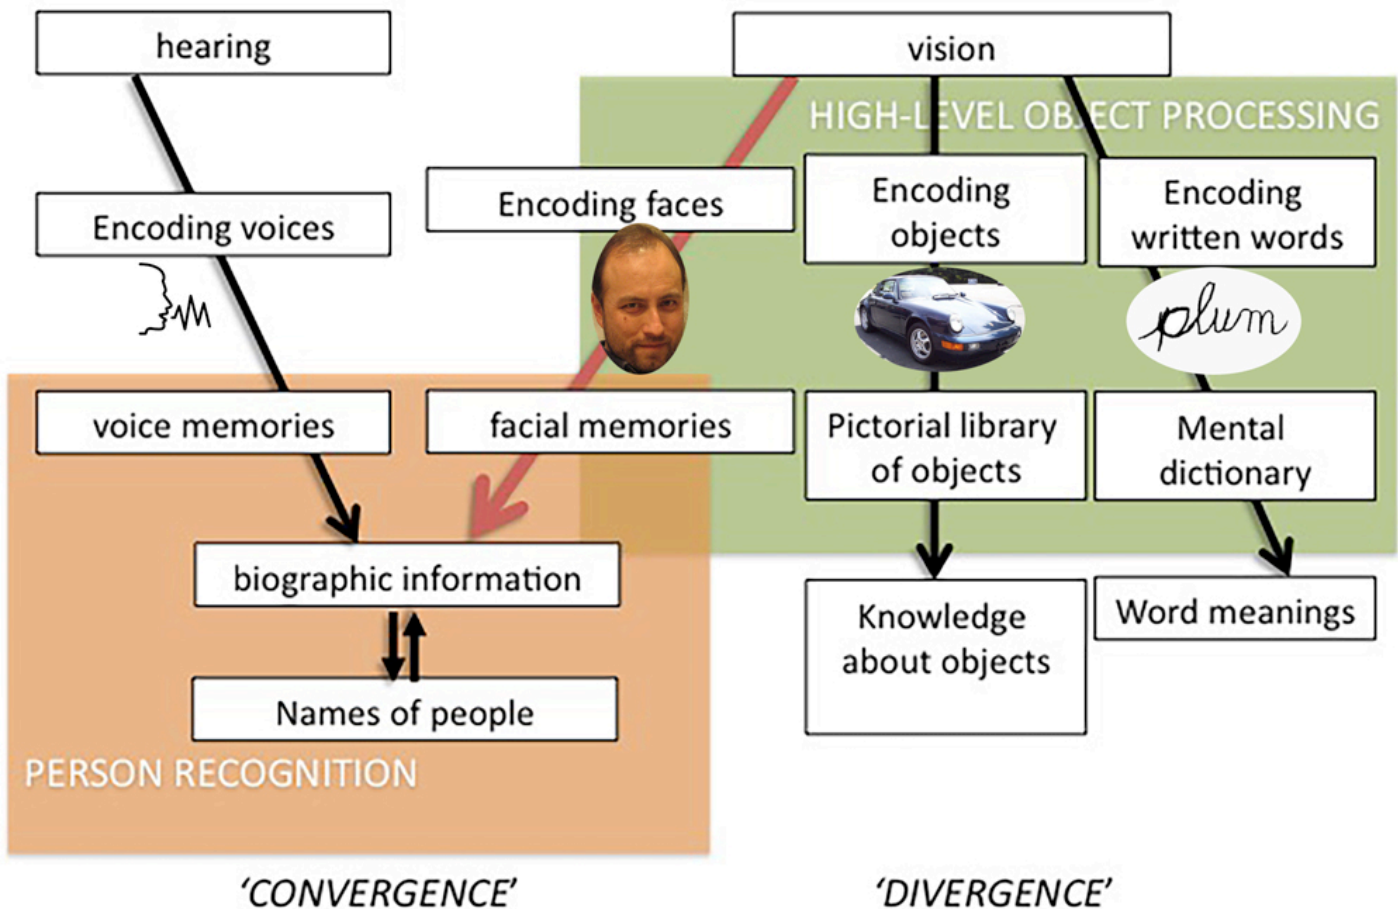 hearing
vision
HIGH-LEVEL OBJECT PROCESSING
Encoding voices
Encoding faces
Encoding
objects
Encoding
written words
plum
voice memories
facial memories
Pictorial library
of objects
Mental
dictionary
biographic information
Knowledge
about objects
Word meanings
Names of people
PERSON RECOGNITION
‘CONVERGENCE’
‘DIVERGENCE’